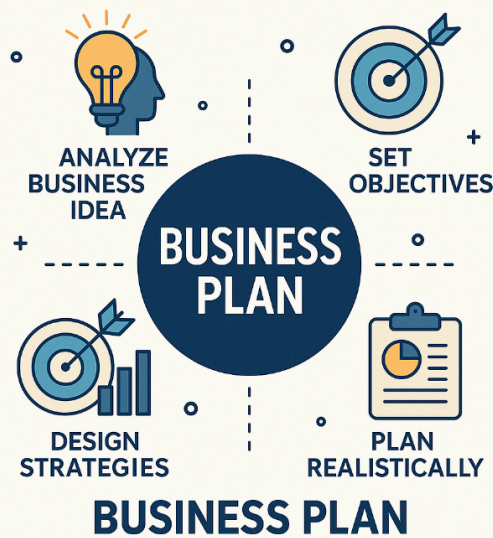 ANALYZE
BUSINESS
IDEA
SET
OBJECTIVES
BUSINESS
PLAN
DESIGN
STRATEGIES
PLAN
REALISTICALLY
BUSINESS PLAN